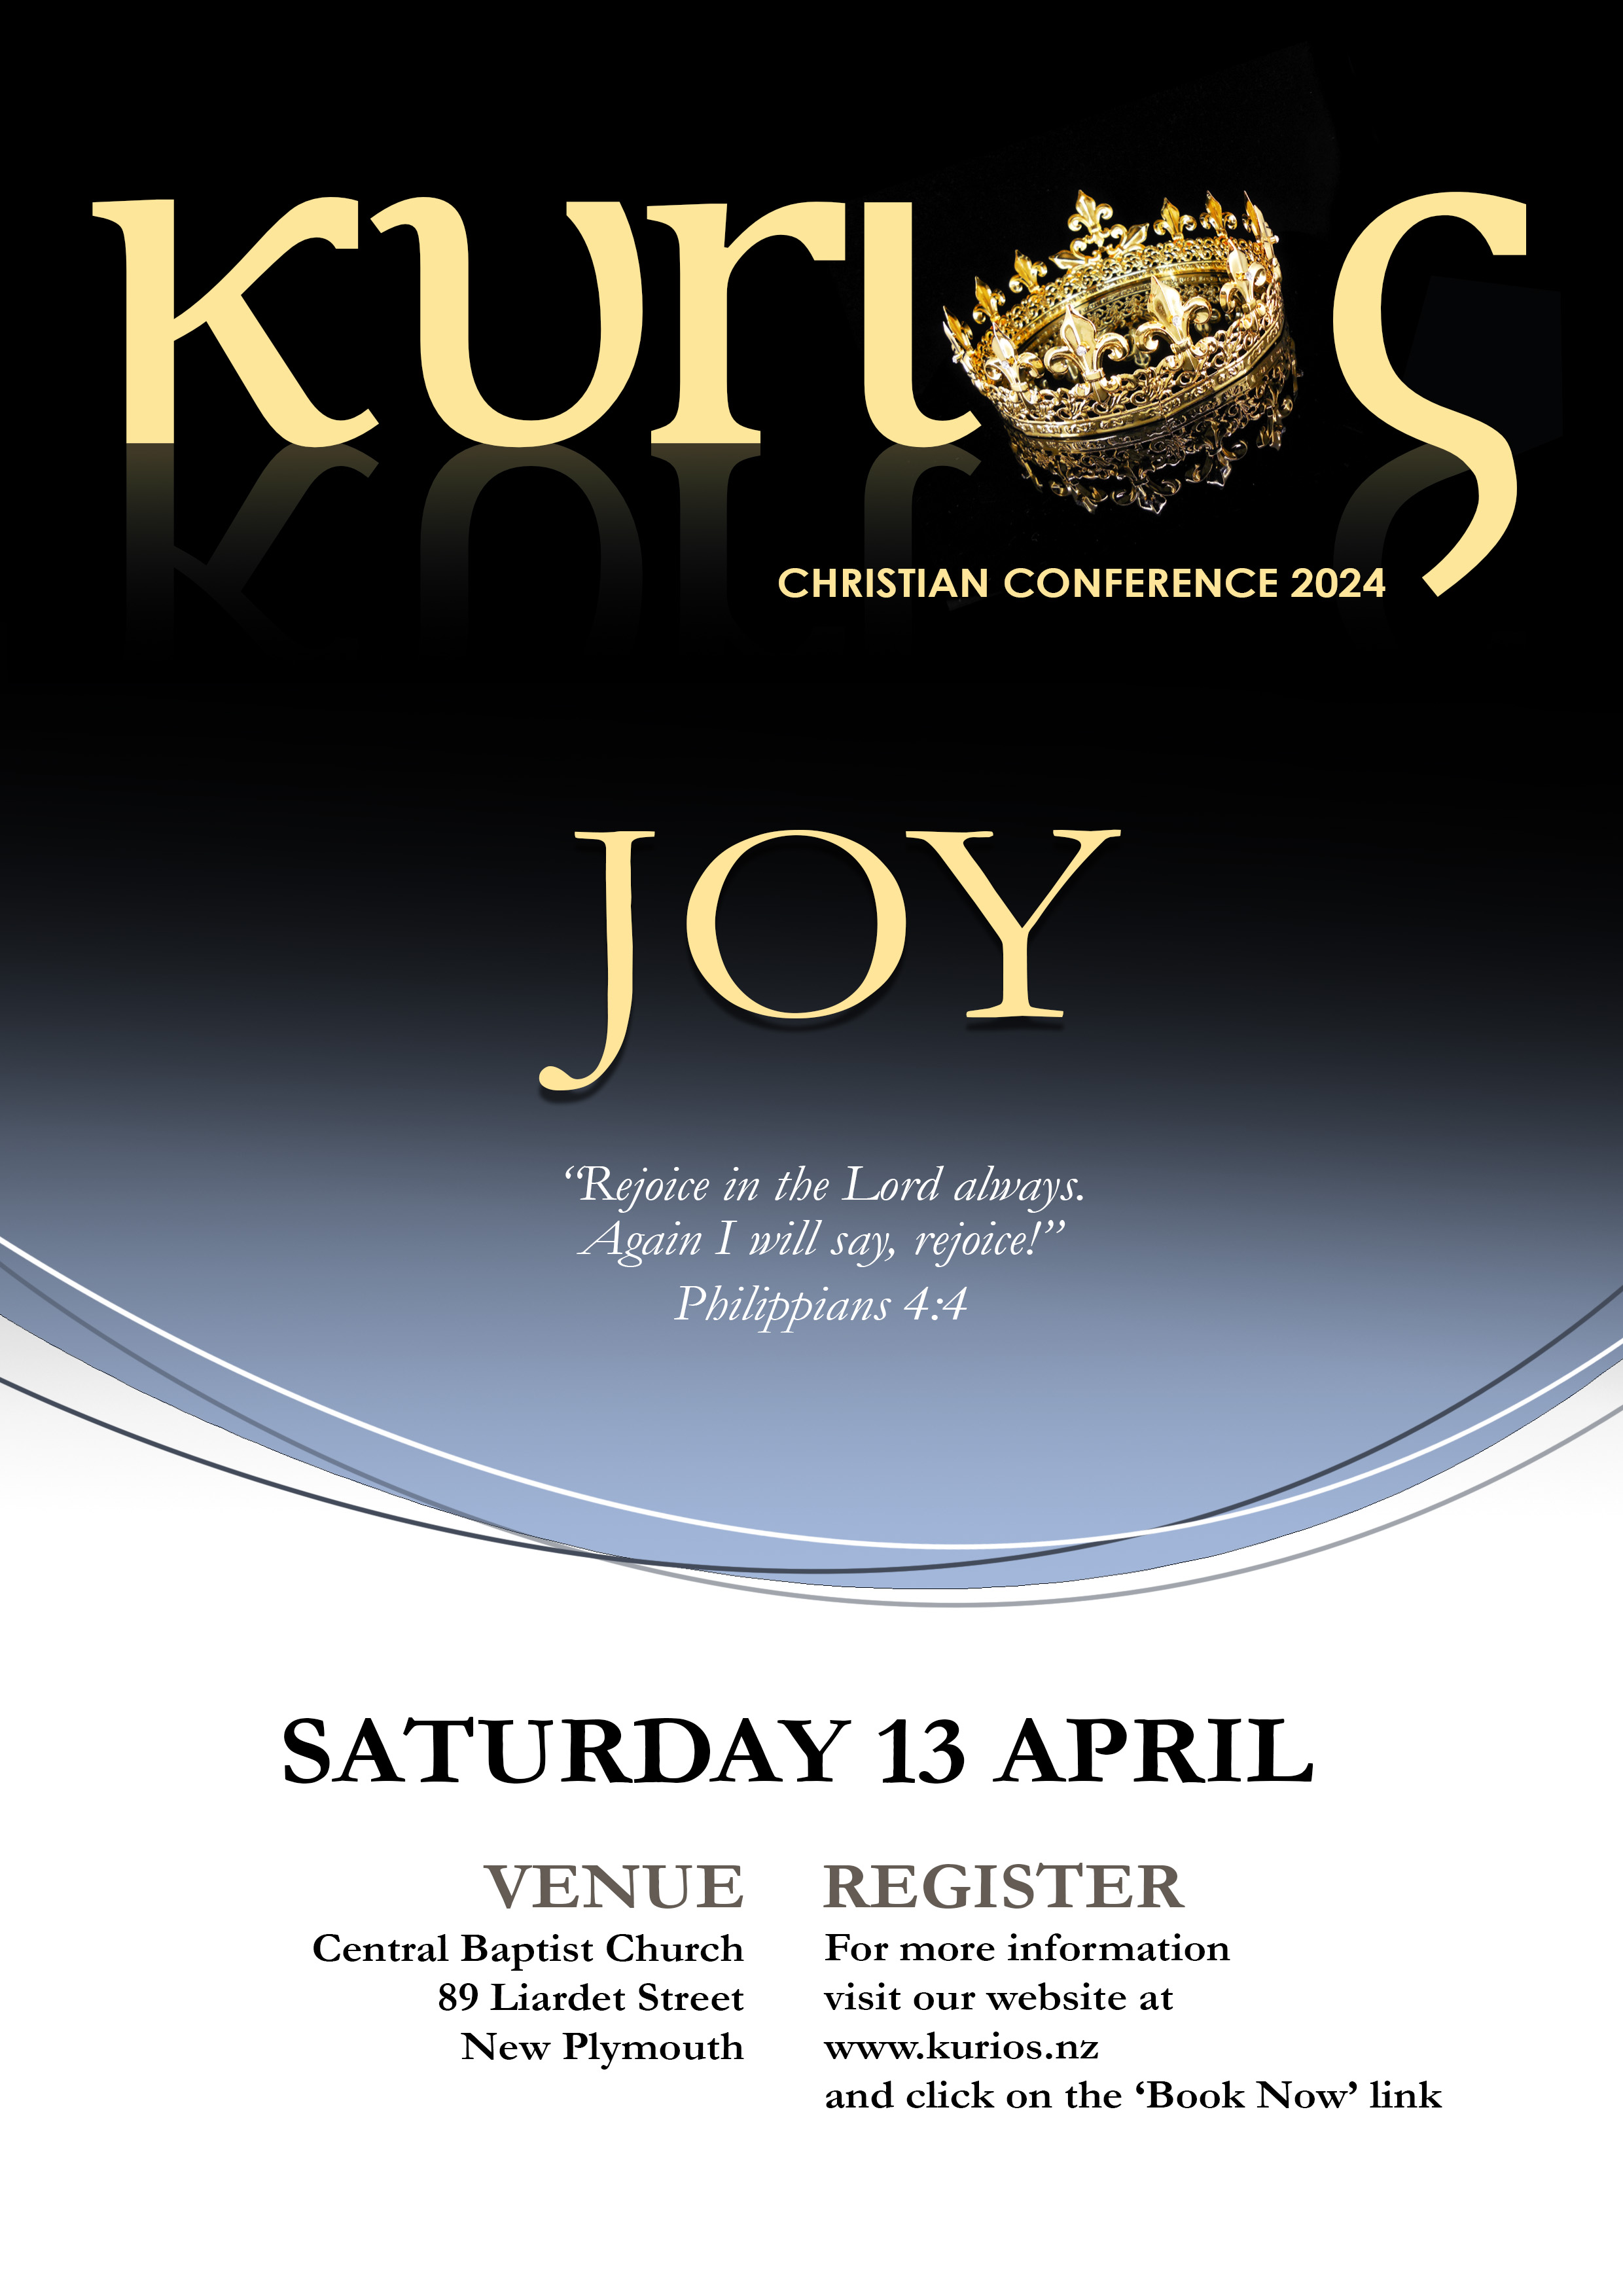 κυrιος
CHRISTIAN CONFERENCE 2024
JOY
“Rejoice in the Lord always.
Again I will say, rejoice!”
Philippians 4:4
SATURDAY 13 APRIL
VENUE
Central Baptist Church
89 Liardet Street
New Plymouth
REGISTER
For more information
visit our website at
www.kurios.nz
and click on the ‘Book Now’ link